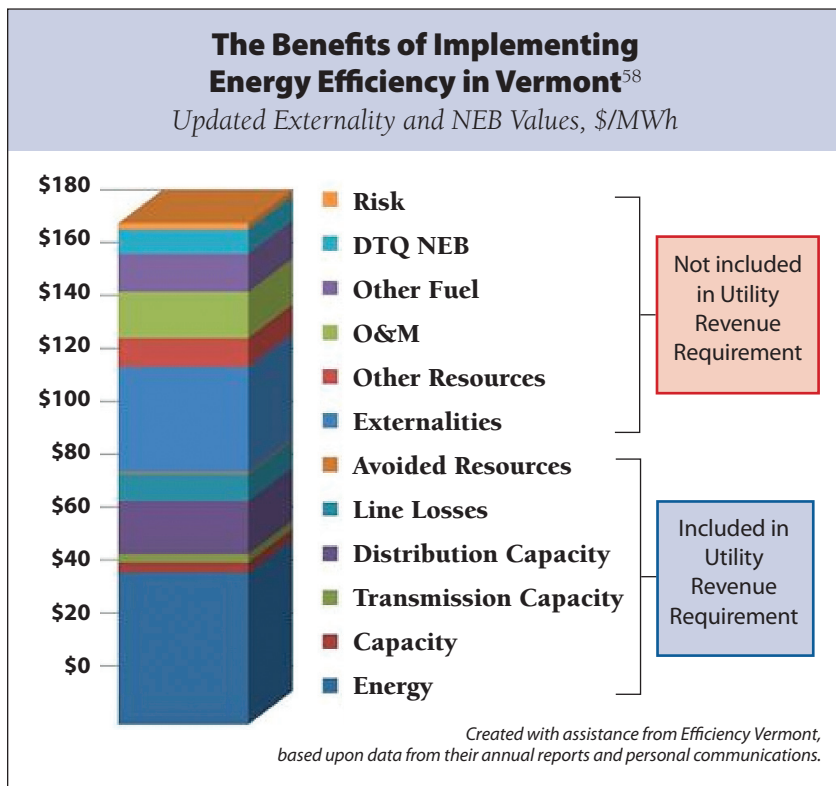 The Benefits of Implementing
Energy Efficiency in Vermont58
Updated Externality and NEB Values, $/MWh
$180
$160
$140
$120
$100
$80
$60
$40
$20
$0
Risk
DTQ NEB
Other Fuel
O&M
Other Resources
Externalities
Avoided Resources
Line Losses
Distribution Capacity
Transmission Capacity
Capacity
Energy
Not included
in Utility
Revenue
Requirement
Included in
Utility
Revenue
Requirement
Created with assistance from Efficiency Vermont,
based upon data from their annual reports and personal communications.